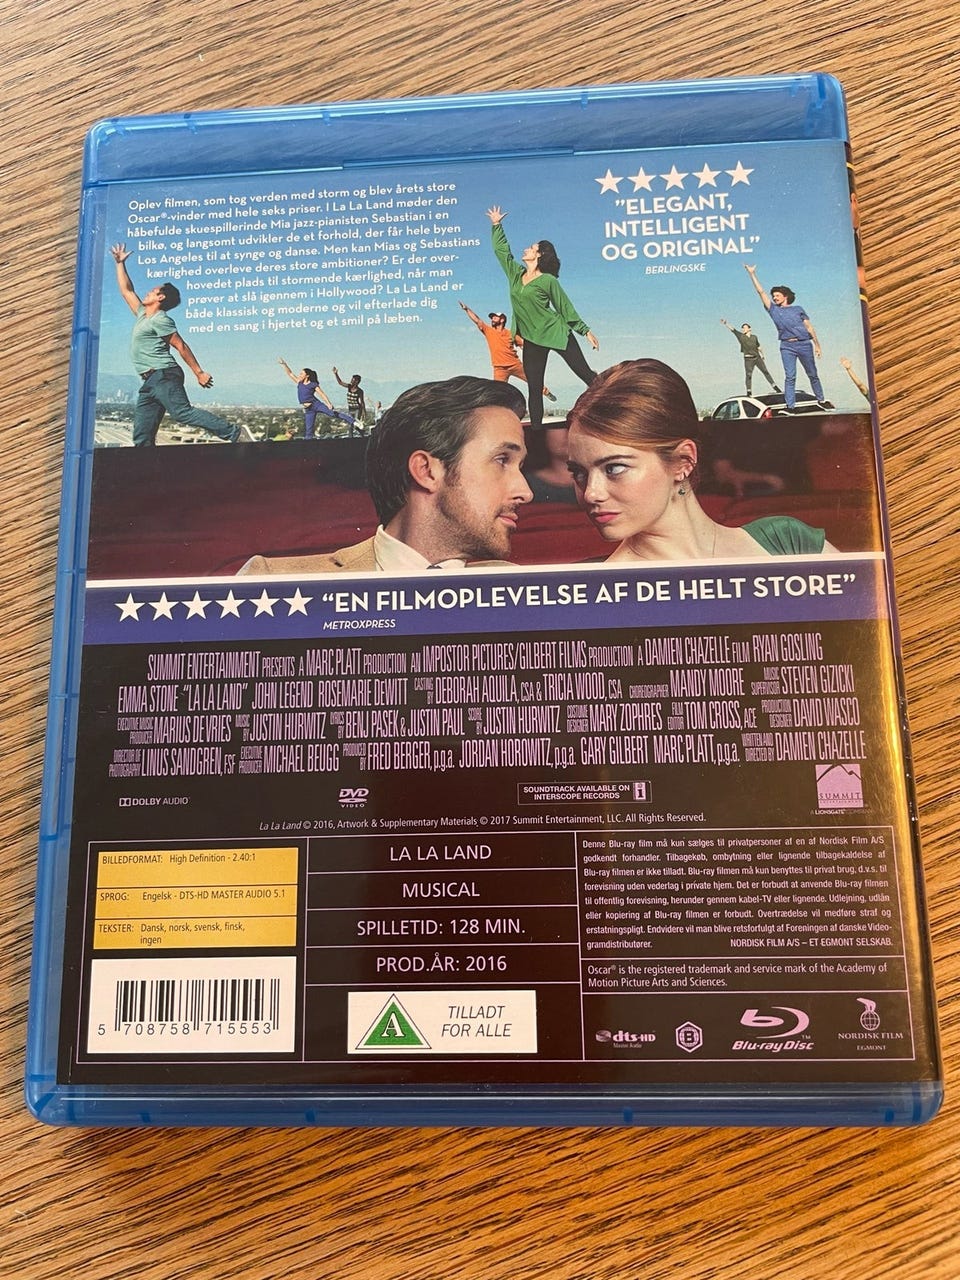 Oplev filmen, som tog verden med storm og blev årets store
Oscar®-vinder med hele seks priser. I La La Land møder den
håbefulde skuespillerinde Mia jazz-pianisten Sebastian i en
bilkø, og langsomt udvikler de et forhold, der får hele byen
Los Angeles til at synge og danse. Men kan Mias og Sebastians
kærlighed overleve deres store ambitioner? Er der over-
hovedet plads til stormende kærlighed, når man
prøver at slå igennem i Hollywood? La La Land er
både klassisk og moderne og vil efterlade dig
med en sang i hjertet og et smil på læben.
"ELEGANT,
INTELLIGENT
OG ORIGINAL"
BERLINGSKE
"EN FILMOPLEVELSE AF DE HELT STORE"
METROXPRESS
SUMMIT ENTERTAINMENT PRESENTS A MARC PLATT PRODUCTION AN IMPOSTOR PICTURES/GILBERT FILMS PRODUCTION A DAMIEN CHAZELLE FILM RYAN GOSLING
EMMA STONE "LA LA LAND" JOHN LEGEND ROSEMARIE DEWITT CASTING BY DEBORAH AQUILA, CSA & TRICIA WOOD, CSA CHOREOGRAPHER MANDY MOORE MUSIC SUPERVISOR STEVEN GIZICKI
EXECUTIVE MUSIC PRODUCER MARIUS DEVRIES MUSIC BY JUSTIN HURWITZ LYRICS BY BENJ PASEK & JUSTIN PAUL SCORE BY JUSTIN HURWITZ COSTUME DESIGNER MARY ZOPHRES FILM EDITOR TOM CROSS, ACE PRODUCTION DESIGNER DAVID WASCO
DIRECTOR OF PHOTOGRAPHY LINUS SANDGREN, FSF EXECUTIVE PRODUCER MICHAEL BEUGG PRODUCED BY FRED BERGER, p.g.a. JORDAN HOROWITZ, p.g.a. GARY GILBERT MARC PLATT, p.g.a. WRITTEN AND DIRECTED BY DAMIEN CHAZELLE
DOLBY AUDIO
DVD VIDEO
SOUNDTRACK AVAILABLE ON
INTERSCOPE RECORDS
SUMMIT
ENTERTAINMENT
A LIONSGATE COMPANY
La La Land © 2016, Artwork & Supplementary Materials © 2017 Summit Entertainment, LLC. All Rights Reserved.
BILLEDFORMAT: High Definition - 2.40:1
SPROG: Engelsk - DTS-HD MASTER AUDIO 5.1
TEKSTER: Dansk, norsk, svensk, finsk,
ingen
5 708758 715553
LA LA LAND
MUSICAL
SPILLETID: 128 MIN.
PROD.ÅR: 2016
A
TILLADT
FOR ALLE
Denne Blu-ray film må kun sælges til privatpersoner af en af Nordisk Film A/S
godkendt forhandler. Tilbagekøb, ombytning eller lignende tilbagekaldelse af
Blu-ray filmen er ikke tilladt. Blu-ray filmen må kun benyttes til privat brug, d.v.s. til
forevisning uden vederlag i private hjem. Det er forbudt at anvende Blu-ray filmen
til offentlig forevisning, herunder gennem kabel-TV eller lignende. Udlejning, udlån
eller kopiering af Blu-ray filmen er forbudt. Overtrædelse vil medføre straf og
erstatningspligt. Endvidere vil man blive retsforfulgt af Foreningen af danske Video-
gramdistributører. NORDISK FILM A/S – ET EGMONT SELSKAB.
Oscar® is the registered trademark and service mark of the Academy of
Motion Picture Arts and Sciences.
dts-HD
Master Audio
B
Blu-ray Disc™
NORDISK FILM
EGMONT